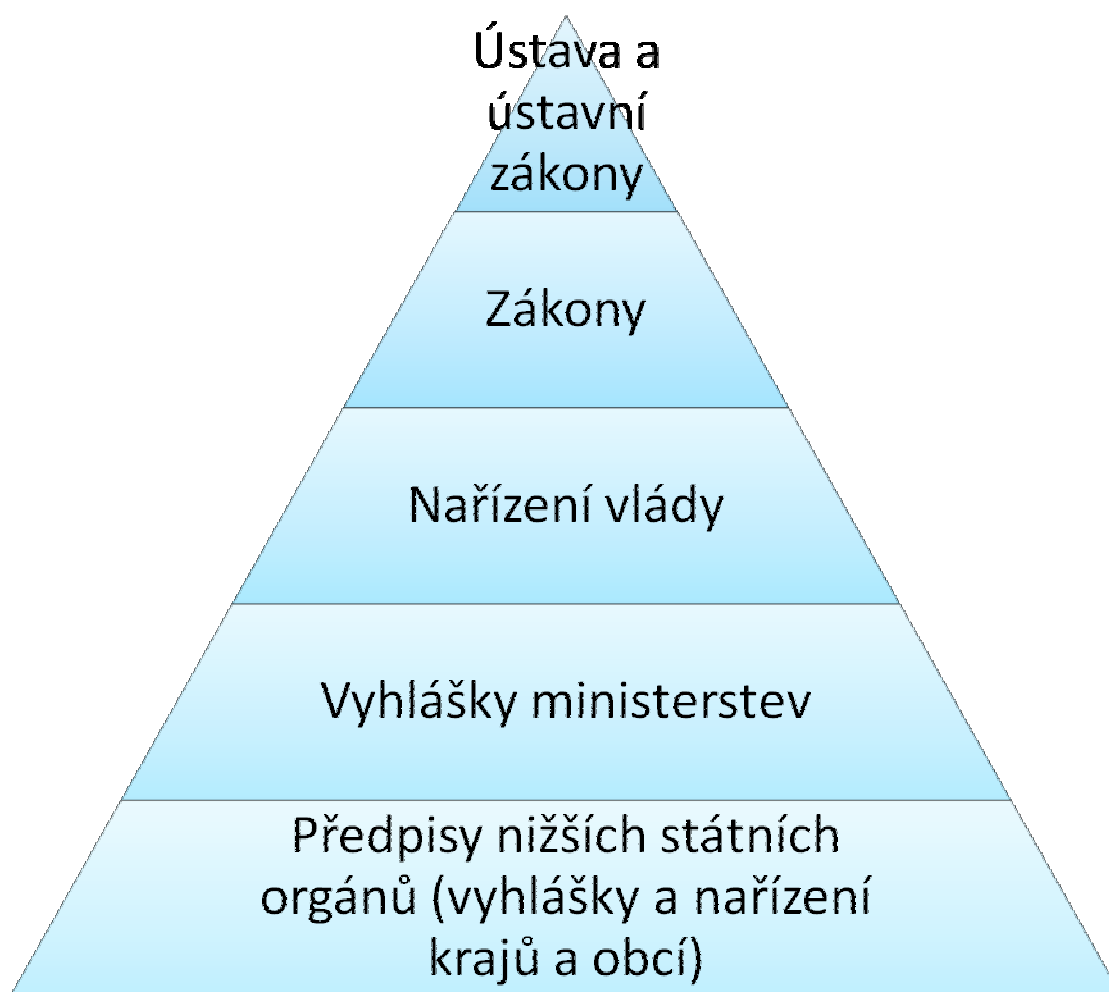 Ústava a
ústavní
zákony
Zákony
Nařízení vlády
Vyhlášky ministerstev
Předpisy nižších státních
orgánů (vyhlášky a nařízení
krajů a obcí)